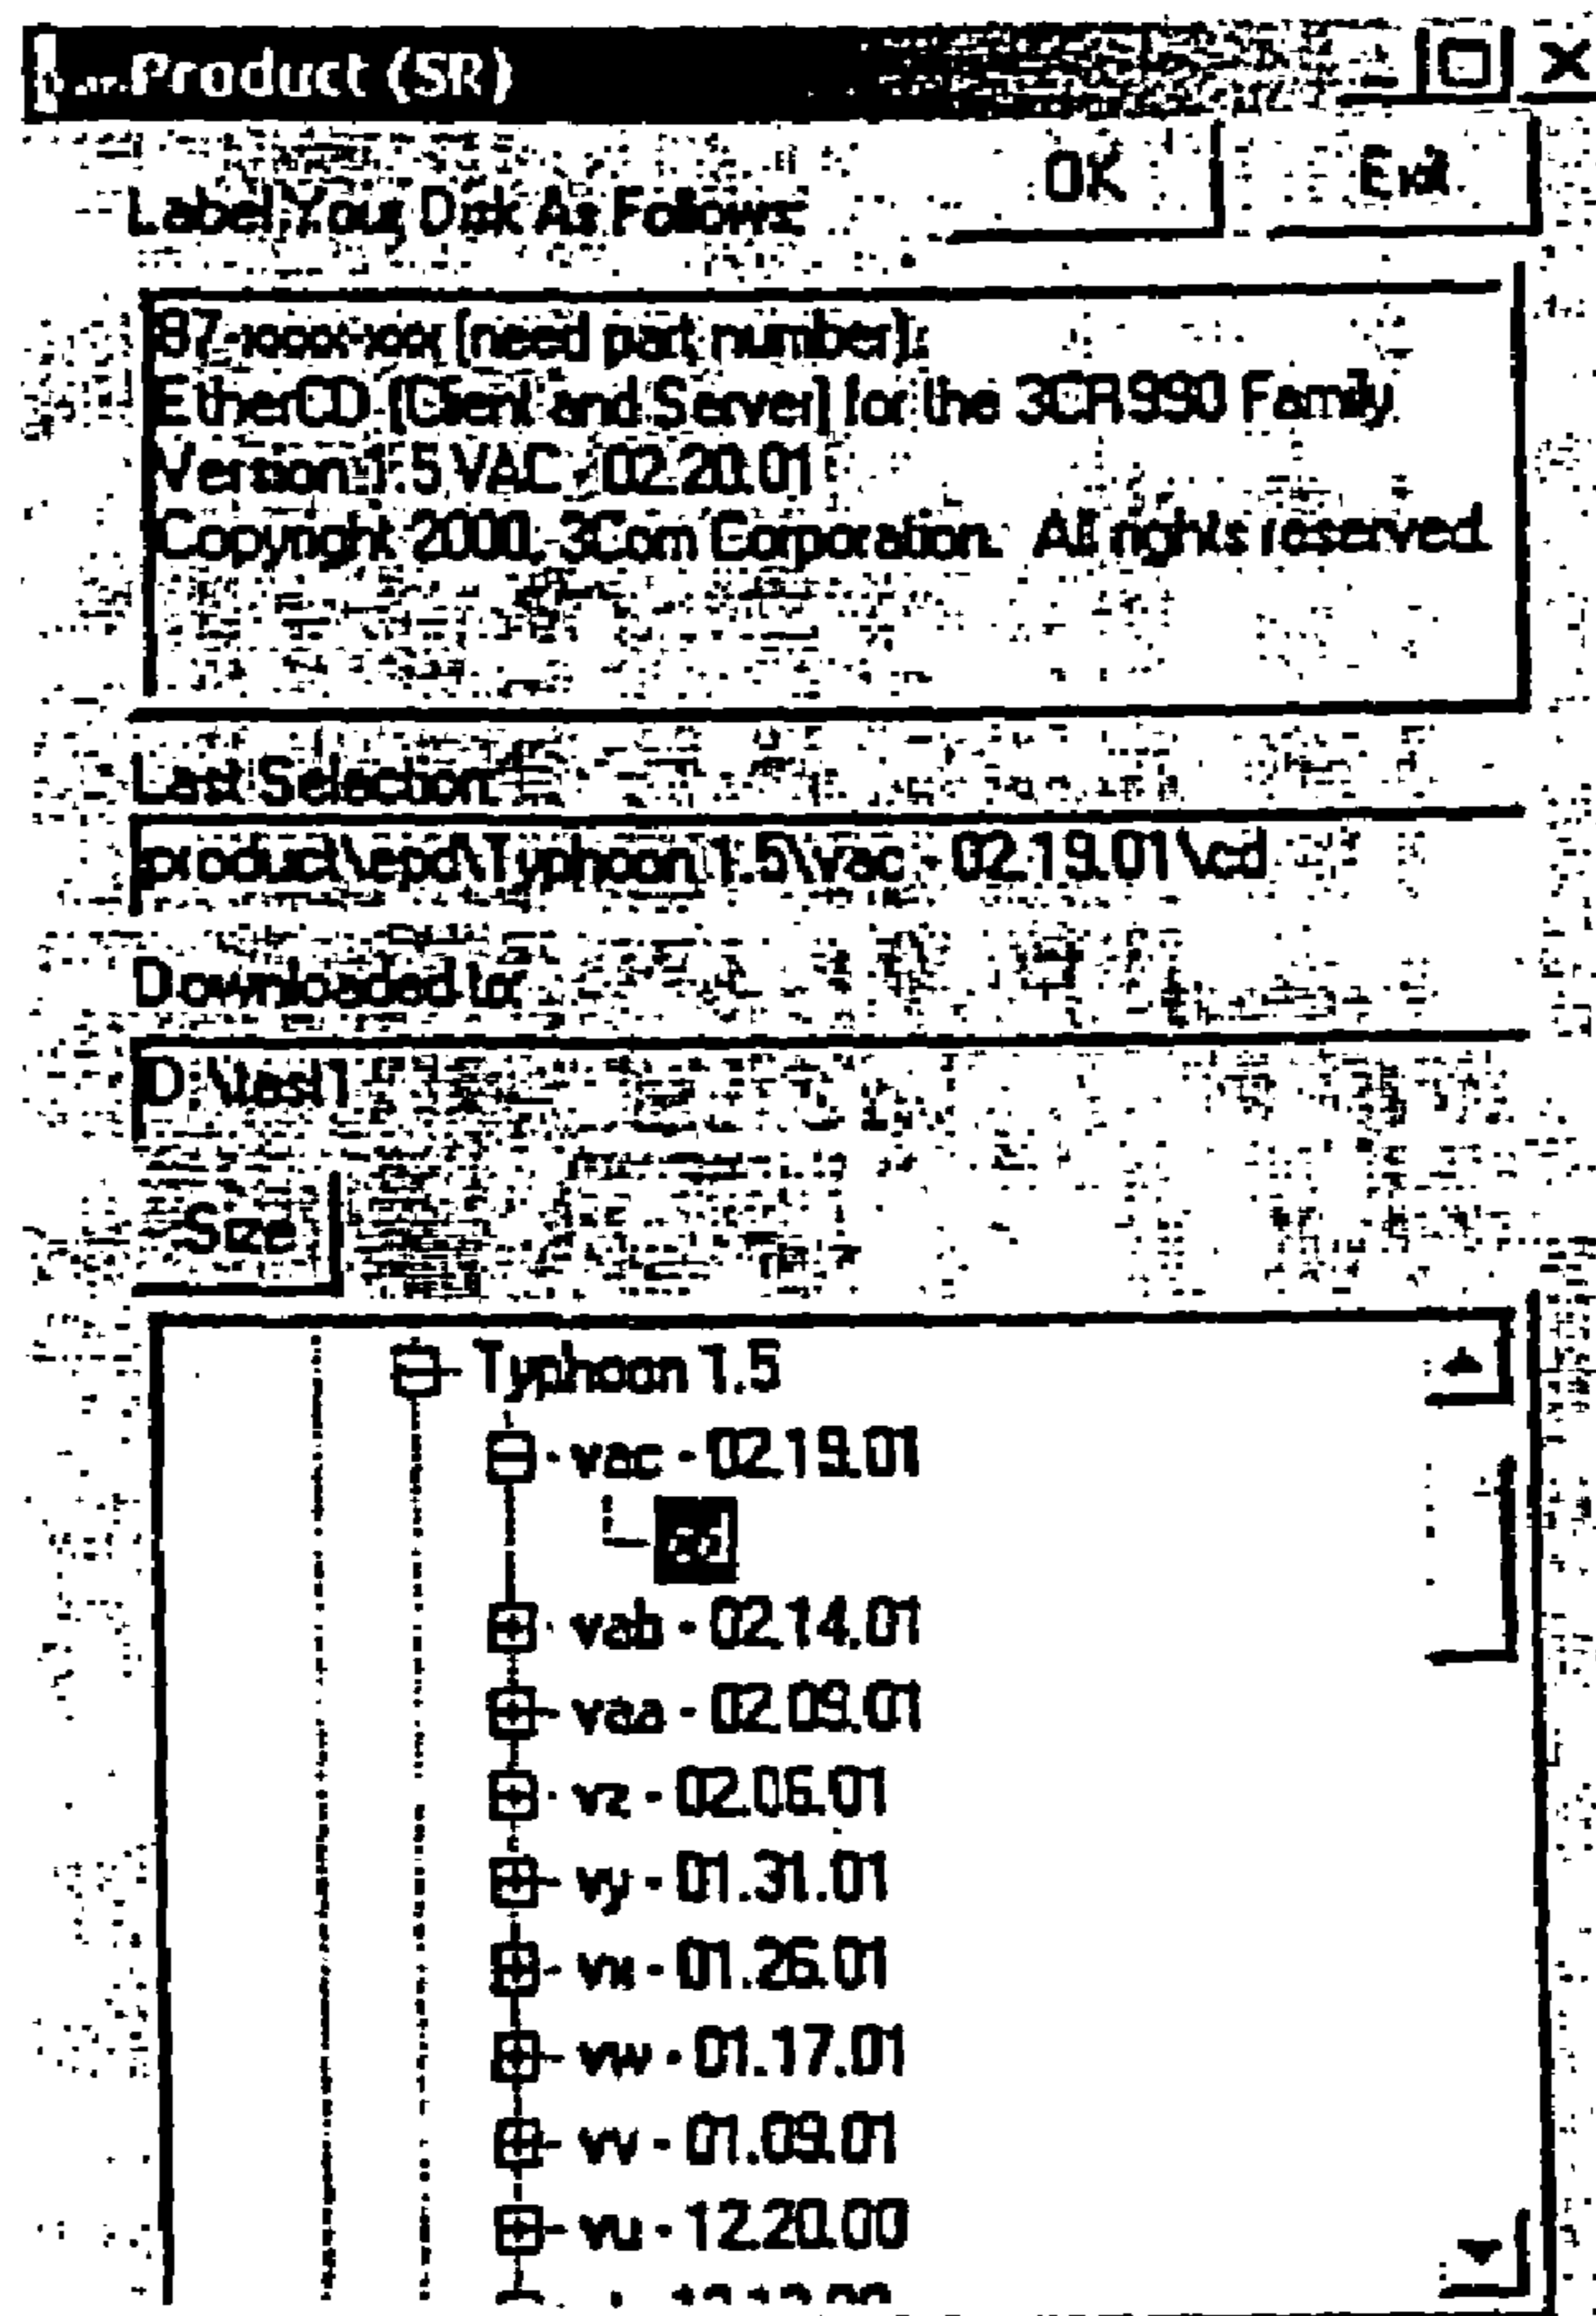 ...Product (SR)
OK Exit
Label Your Disk As Follows:
87-xxxx-xxx (need part number)
EtherCD (Client and Server) for the 3CR990 Family
Version 1.5 VAC - 02.20.01
Copyright 2000, 3Com Corporation. All rights reserved.
Last Selection:
product\epd\Typhoon 1.5\vac - 02.19.01\cd
Downloaded to:
D:\test1
Size
Typhoon 1.5
vac - 02.19.01
cd
vab - 02.14.01
vaa - 02.09.01
vz - 02.06.01
vy - 01.31.01
vx - 01.26.01
vw - 01.17.01
vv - 01.09.01
vu - 12.20.00